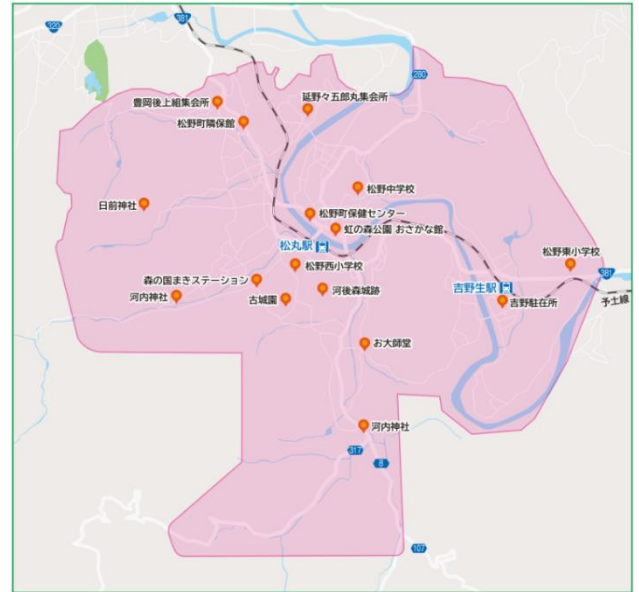 320
381
280
豊岡後上組集会所
延野々五郎丸集会所
松野町隣保館
松野中学校
日前神社
松野町保健センター
虹の森公園 おさかな館
松丸駅
松野西小学校
松野東小学校
381
森の国まきステーション
河後森城跡
吉野生駅
河内神社
古城園
吉野駐在所
予土線
お大師堂
河内神社
317
8
107